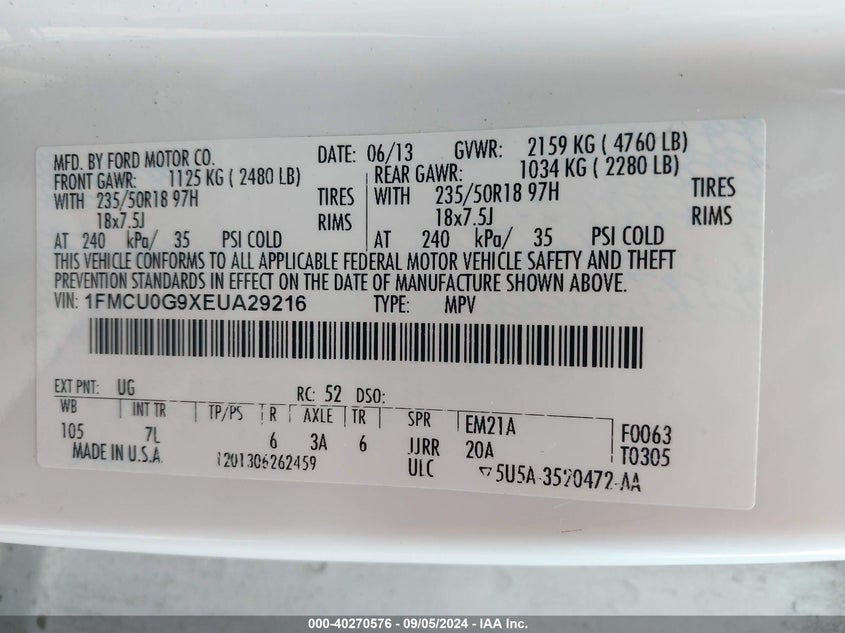 MFD. BY FORD MOTOR CO. DATE: 06/13 GVWR: 2159 KG ( 4760 LB)
FRONT GAWR: 1125 KG ( 2480 LB) REAR GAWR: 1034 KG ( 2280 LB)
WITH 235/50R18 97H TIRES WITH 235/50R18 97H TIRES
18x7.5J RIMS 18x7.5J RIMS
AT 240 kPa/ 35 PSI COLD AT 240 kPa/ 35 PSI COLD
THIS VEHICLE CONFORMS TO ALL APPLICABLE FEDERAL MOTOR VEHICLE SAFETY AND THEFT
PREVENTION STANDARDS IN EFFECT ON THE DATE OF MANUFACTURE SHOWN ABOVE.
VIN: 1FMCU0G9XEUA29216 TYPE: MPV
EXT PNT: UG RC: 52 DSO:
WB INT TR TP/PS R AXLE TR SPR EM21A F0063
105 7L 6 3A 6 JJRR 20A T0305
MADE IN U.S.A. 1201306262459 ULC 5U5A-3520472-AA
000-40270576 - 09/05/2024 - IAA Inc.